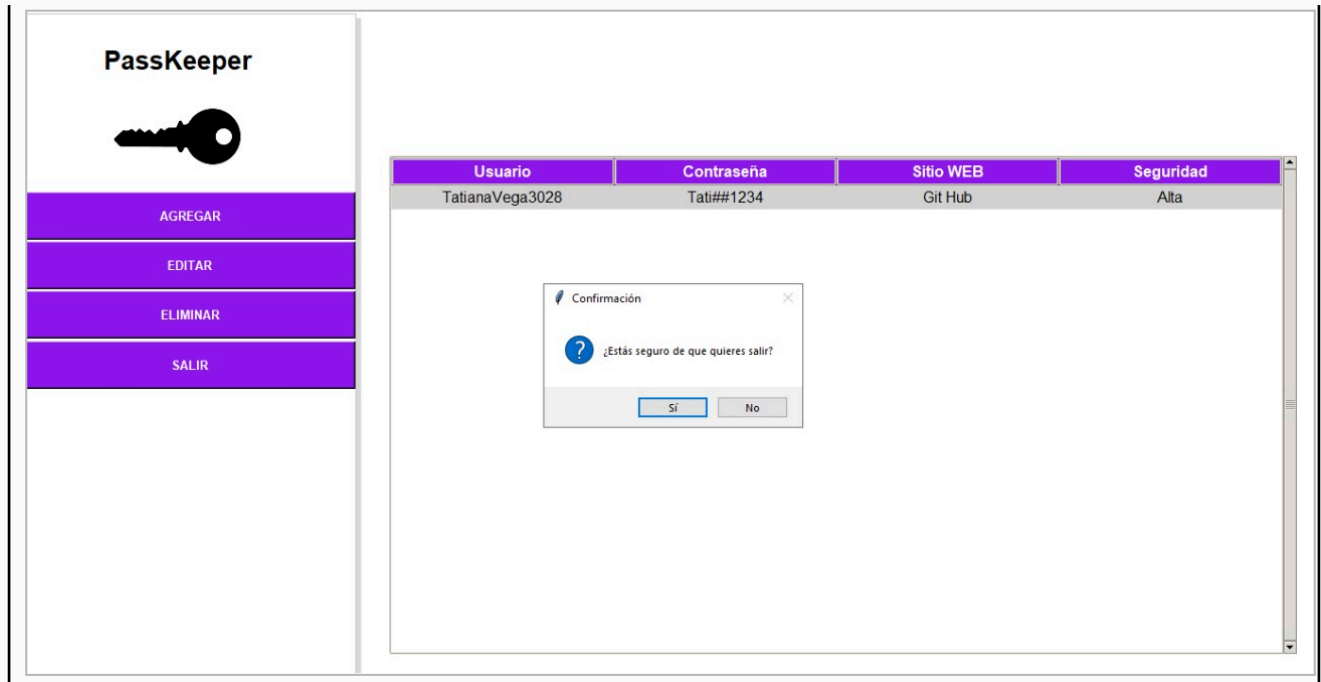 PassKeeper
AGREGAR
EDITAR
ELIMINAR
SALIR
Usuario Contraseña Sitio WEB Seguridad
TatianaVega3028 Tati##1234 Git Hub Alta
Confirmación
¿Estás seguro de que quieres salir?
Sí No